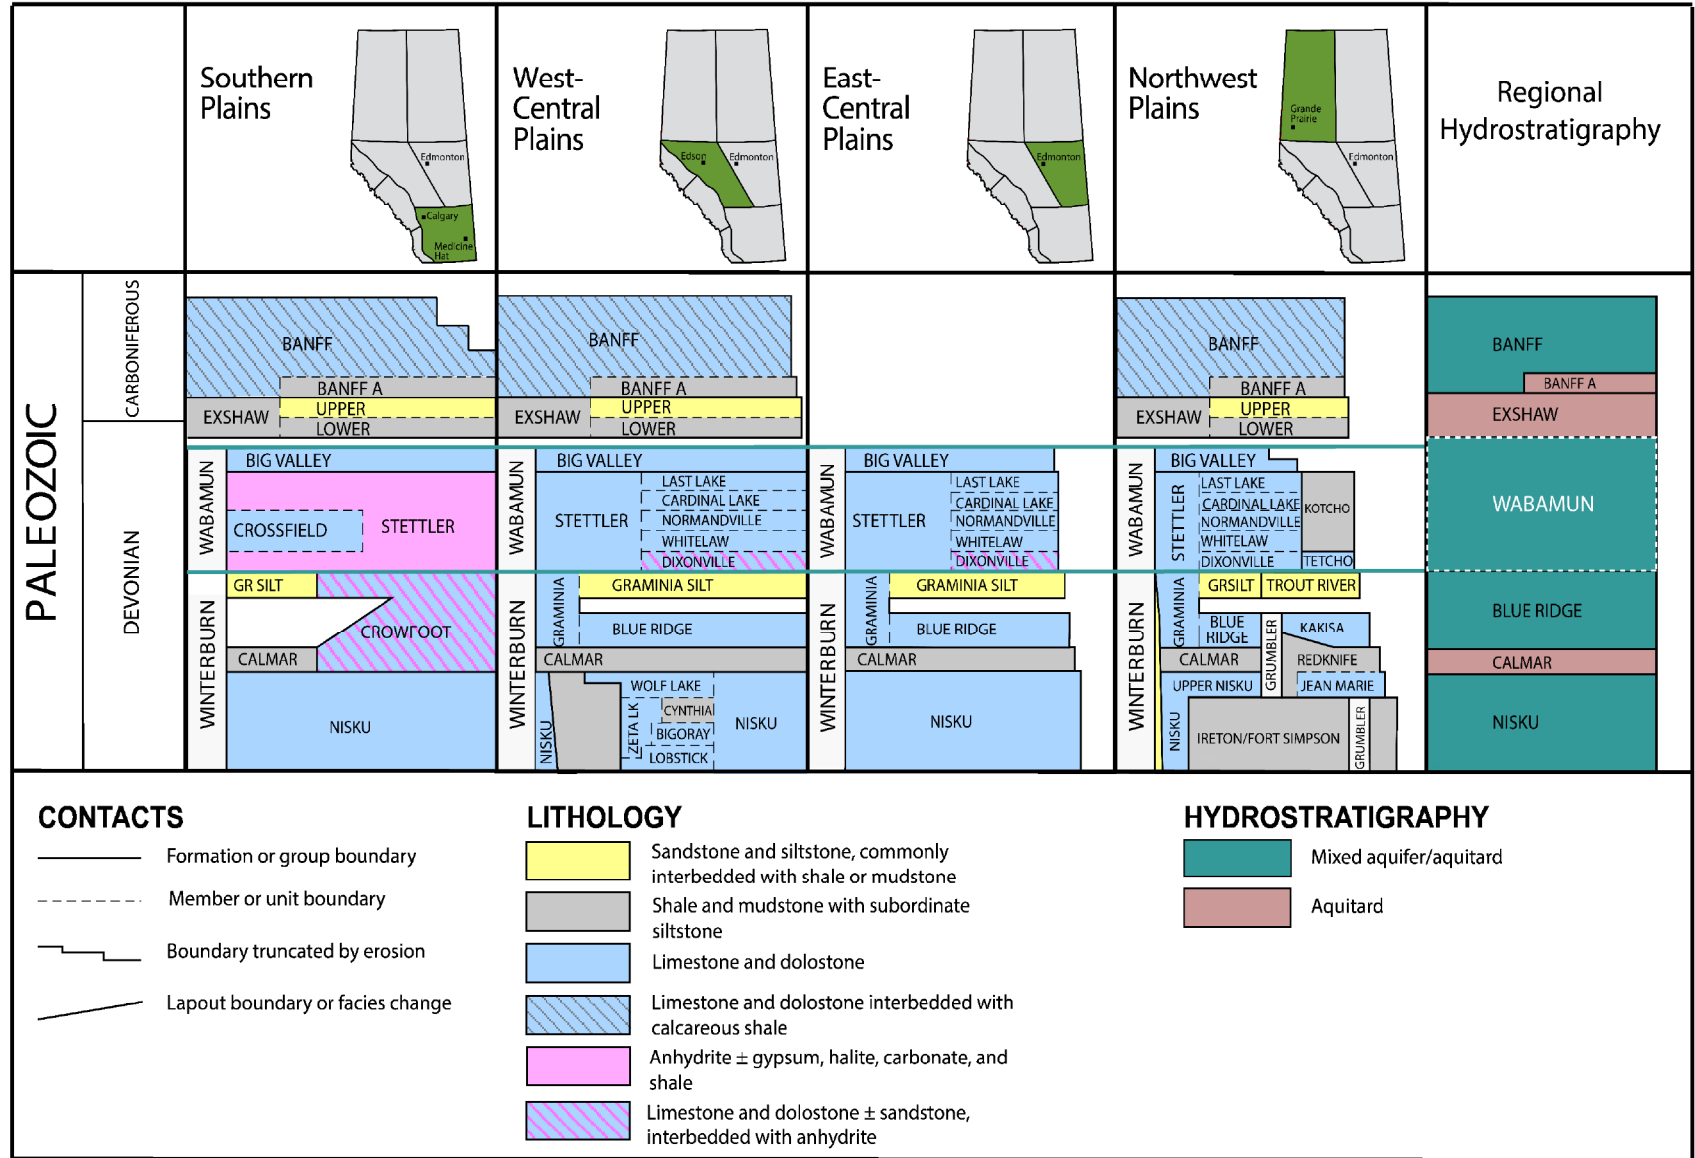 Southern
Plains
Edmonton
Calgary
Medicine
Hat
West-
Central
Plains
Edson
Edmonton
East-
Central
Plains
Edmonton
Northwest
Plains
Grande
Prairie
Edmonton
Regional
Hydrostratigraphy
PALEOZOIC
CARBONIFEROUS
DEVONIAN
BANFF
BANFF A
EXSHAW
UPPER
LOWER
WABAMUN
BIG VALLEY
CROSSFIELD
STETTLER
WINTERBURN
GR SILT
CROWFOOT
CALMAR
NISKU
BANFF
BANFF A
EXSHAW
UPPER
LOWER
WABAMUN
BIG VALLEY
STETTLER
LAST LAKE
CARDINAL LAKE
NORMANDVILLE
WHITELAW
DIXONVILLE
WINTERBURN
GRAMINIA
GRAMINIA SILT
BLUE RIDGE
CALMAR
NISKU
WOLF LAKE
ZETA LK
CYNTHIA
BIGORAY
LOBSTICK
NISKU
WABAMUN
BIG VALLEY
STETTLER
LAST LAKE
CARDINAL LAKE
NORMANDVILLE
WHITELAW
DIXONVILLE
WINTERBURN
GRAMINIA
GRAMINIA SILT
BLUE RIDGE
CALMAR
NISKU
BANFF
BANFF A
EXSHAW
UPPER
LOWER
WABAMUN
BIG VALLEY
STETTLER
LAST LAKE
CARDINAL LAKE
NORMANDVILLE
WHITELAW
DIXONVILLE
KOTCHO
TETCHO
WINTERBURN
GRAMINIA
GRSILT
TROUT RIVER
BLUE
RIDGE
GRUMBLER
KAKISA
CALMAR
REDKNIFE
UPPER NISKU
JEAN MARIE
NISKU
IRETON/FORT SIMPSON
GRUMBLER
BANFF
BANFF A
EXSHAW
WABAMUN
BLUE RIDGE
CALMAR
NISKU
CONTACTS
Formation or group boundary
Member or unit boundary
Boundary truncated by erosion
Lapout boundary or facies change
LITHOLOGY
Sandstone and siltstone, commonly
interbedded with shale or mudstone
Shale and mudstone with subordinate
siltstone
Limestone and dolostone
Limestone and dolostone interbedded with
calcareous shale
Anhydrite ± gypsum, halite, carbonate, and
shale
Limestone and dolostone ± sandstone,
interbedded with anhydrite
HYDROSTRATIGRAPHY
Mixed aquifer/aquitard
Aquitard